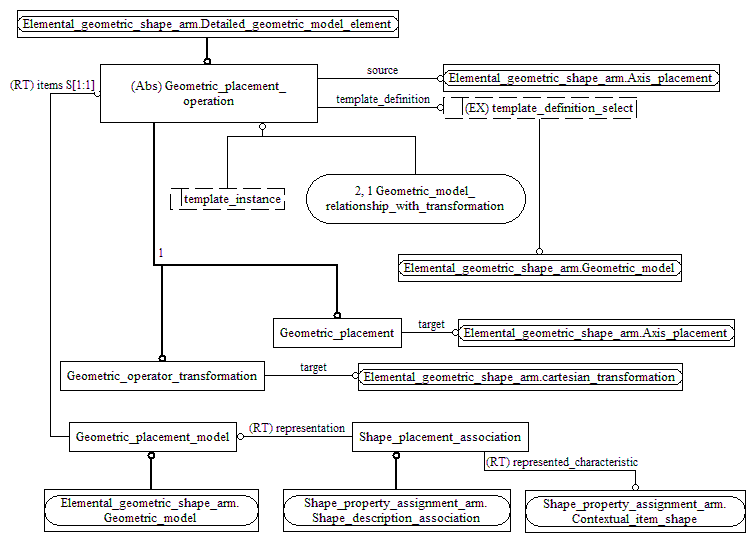 Elemental_geometric_shape_arm.Detailed_geometric_model_element
(RT) items S[1:1]
(Abs) Geometric_placement_
operation
source
Elemental_geometric_shape_arm.Axis_placement
template_definition
(EX) template_definition_select
template_instance
2, 1 Geometric_model_
relationship_with_transformation
1
Elemental_geometric_shape_arm.Geometric_model
Geometric_placement
target
Elemental_geometric_shape_arm.Axis_placement
Geometric_operator_transformation
target
Elemental_geometric_shape_arm.cartesian_transformation
Geometric_placement_model
(RT) representation
Shape_placement_association
(RT) represented_characteristic
Elemental_geometric_shape_arm.
Geometric_model
Shape_property_assignment_arm.
Shape_description_association
Shape_property_assignment_arm.
Contextual_item_shape